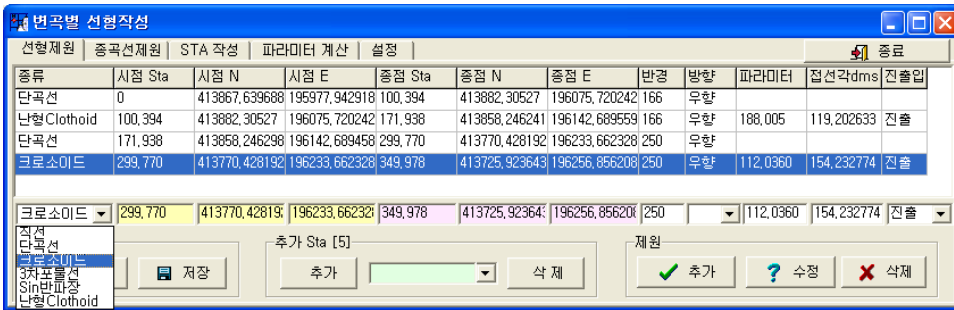 변곡별 선형작성
선형제원 종곡선제원 STA 작성 파라미터 계산 설정 종료
종류 시점 Sta 시점 N 시점 E 종점 Sta 종점 N 종점 E 반경 방향 파라미터 접선각dms 진출입
단곡선 0 413867,639688 195977,942918 100,394 413882,30527 196075,720242 166 우향
난형Clothoid 100,394 413882,30527 196075,720242 171,938 413858,246241 196142,689559 166 우향 188,005 119,202633 진출
단곡선 171,938 413858,246298 196142,689458 299,770 413770,428192 196233,662328 250 우향
크로소이드 299,770 413770,428192 196233,662328 349,978 413725,923643 196256,856208 250 우향 112,0360 154,232774 진출
크로소이드 299,770 413770,42819 196233,66232 349,978 413725,92364 196256,85620 250 112,0360 154,232774 진출
직선
단곡선
크로소이드
3차포물선
Sin반파장
난형Clothoid
저장
추가 Sta [5]
추가 삭제
제원
추가 수정 삭제